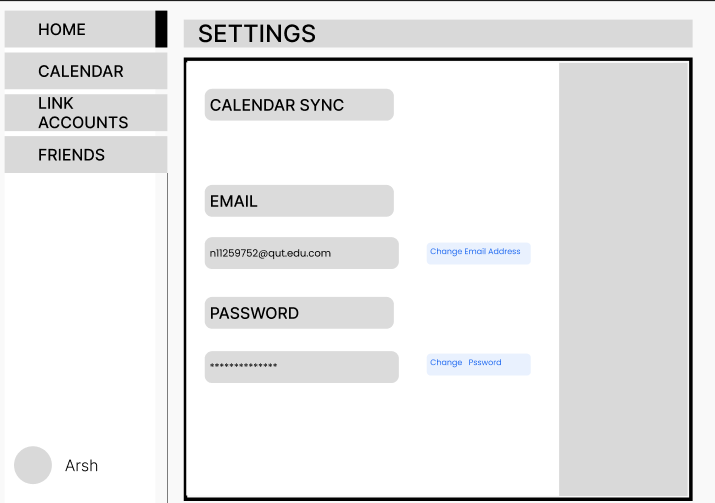 HOME
CALENDAR
LINK
ACCOUNTS
FRIENDS
Arsh
SETTINGS
CALENDAR SYNC
EMAIL
n11259752@qut.edu.com
Change Email Address
PASSWORD
**************
Change Pssword